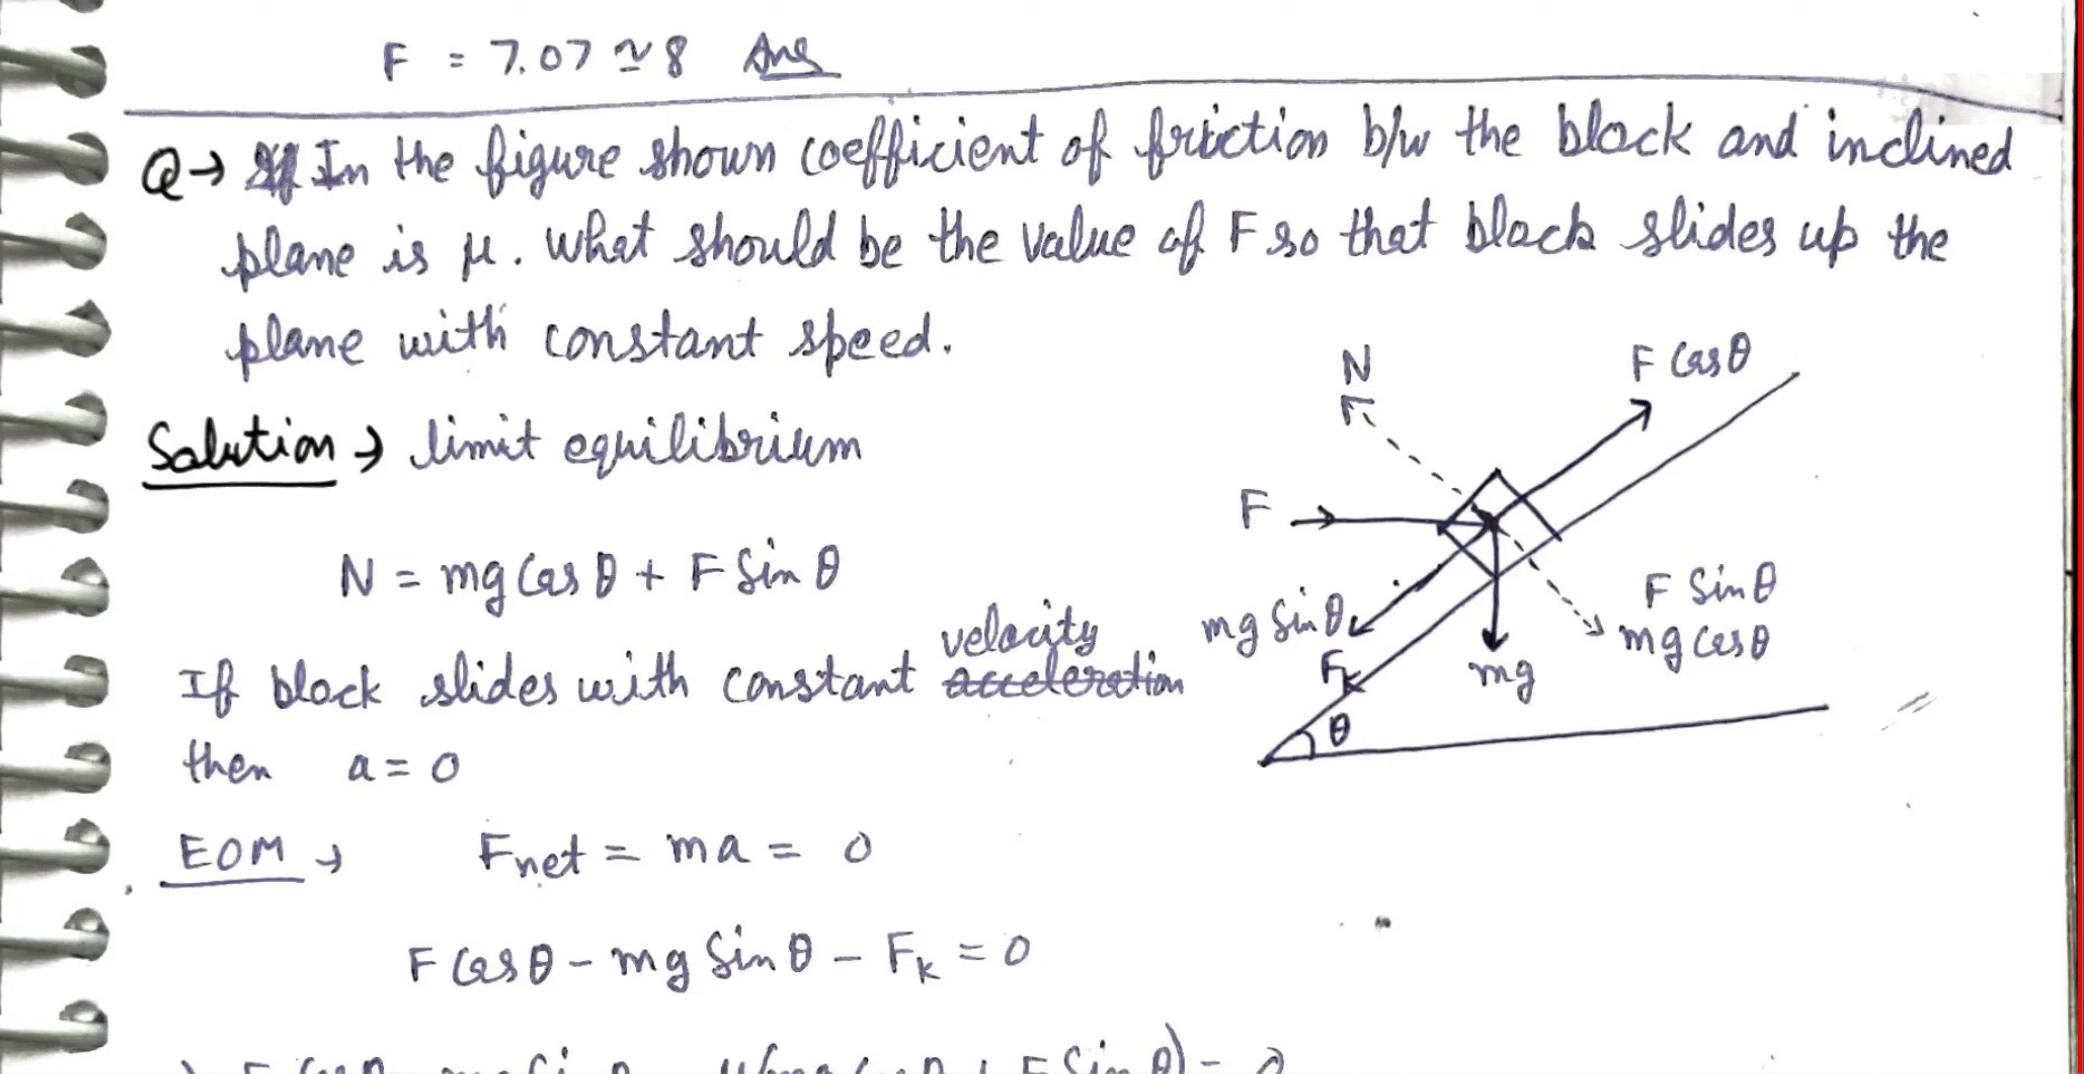 F = 7.07 ≃ 8 Ans
Q → In the figure shown coefficient of friction b/w the block and inclined
plane is μ. What should be the value of F so that block slides up the
plane with constant speed.
Solution → limit equilibrium
N = mg Cos θ + F Sin θ
If block slides with constant velocity acceleration
then a = 0
EOM → Fnet = ma = 0
F Cos θ - mg Sin θ - Fk = 0
N
F Cos θ
F
mg Sin θ
F Sin θ
mg Cos θ
Fk
mg
θ